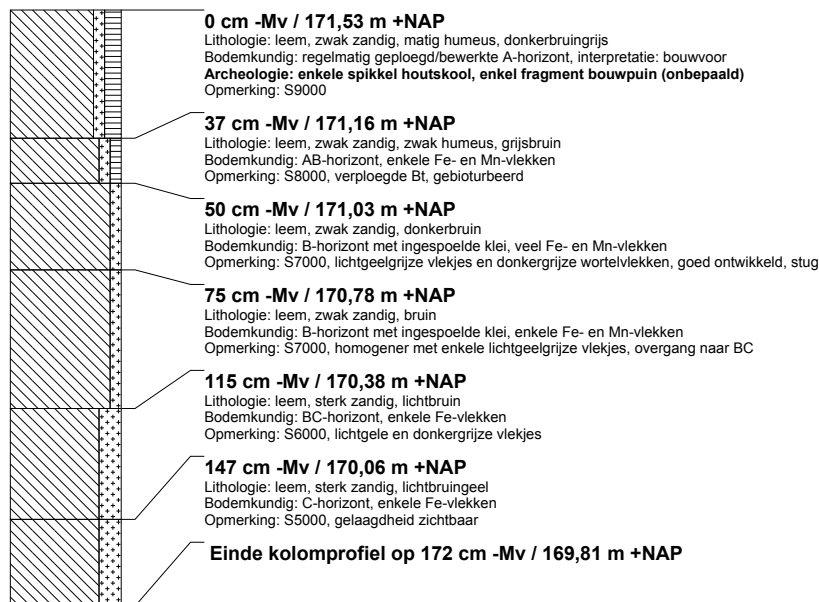 0 cm -Mv / 171,53 m +NAP
Lithologie: leem, zwak zandig, matig humeus, donkerbruingrijs
Bodemkundig: regelmatig geploegd/bewerkte A-horizont, interpretatie: bouwvoor
Archeologie: enkele spikkel houtskool, enkel fragment bouwpuin (onbepaald)
Opmerking: S9000
37 cm -Mv / 171,16 m +NAP
Lithologie: leem, zwak zandig, zwak humeus, grijsbruin
Bodemkundig: AB-horizont, enkele Fe- en Mn-vlekken
Opmerking: S8000, verploegde Bt, gebioturbeerd
50 cm -Mv / 171,03 m +NAP
Lithologie: leem, zwak zandig, donkerbruin
Bodemkundig: B-horizont met ingespoelde klei, veel Fe- en Mn-vlekken
Opmerking: S7000, lichtgeelgrijze vlekjes en donkergrijze wortelvlekken, goed ontwikkeld, stug
75 cm -Mv / 170,78 m +NAP
Lithologie: leem, zwak zandig, bruin
Bodemkundig: B-horizont met ingespoelde klei, enkele Fe- en Mn-vlekken
Opmerking: S7000, homogener met enkele lichtgeelgrijze vlekjes, overgang naar BC
115 cm -Mv / 170,38 m +NAP
Lithologie: leem, sterk zandig, lichtbruin
Bodemkundig: BC-horizont, enkele Fe-vlekken
Opmerking: S6000, lichtgele en donkergrijze vlekjes
147 cm -Mv / 170,06 m +NAP
Lithologie: leem, sterk zandig, lichtbruingeel
Bodemkundig: C-horizont, enkele Fe-vlekken
Opmerking: S5000, gelaagdheid zichtbaar
Einde kolomprofiel op 172 cm -Mv / 169,81 m +NAP